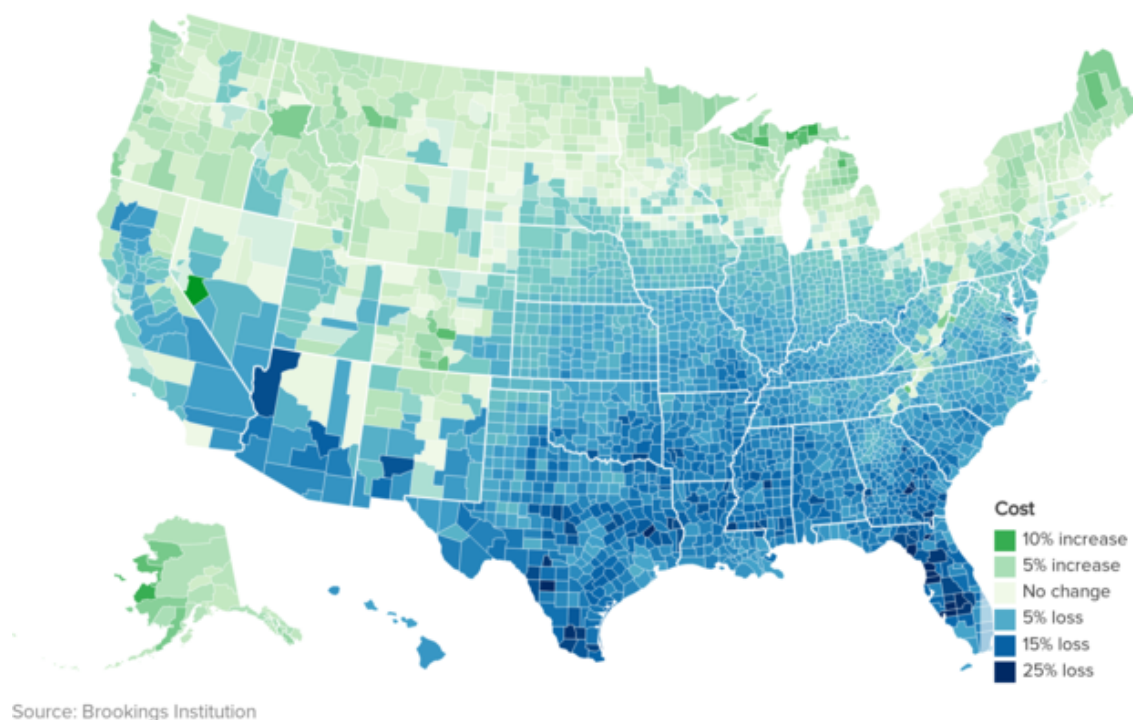 Cost
10% increase
5% increase
No change
5% loss
15% loss
25% loss
Source: Brookings Institution